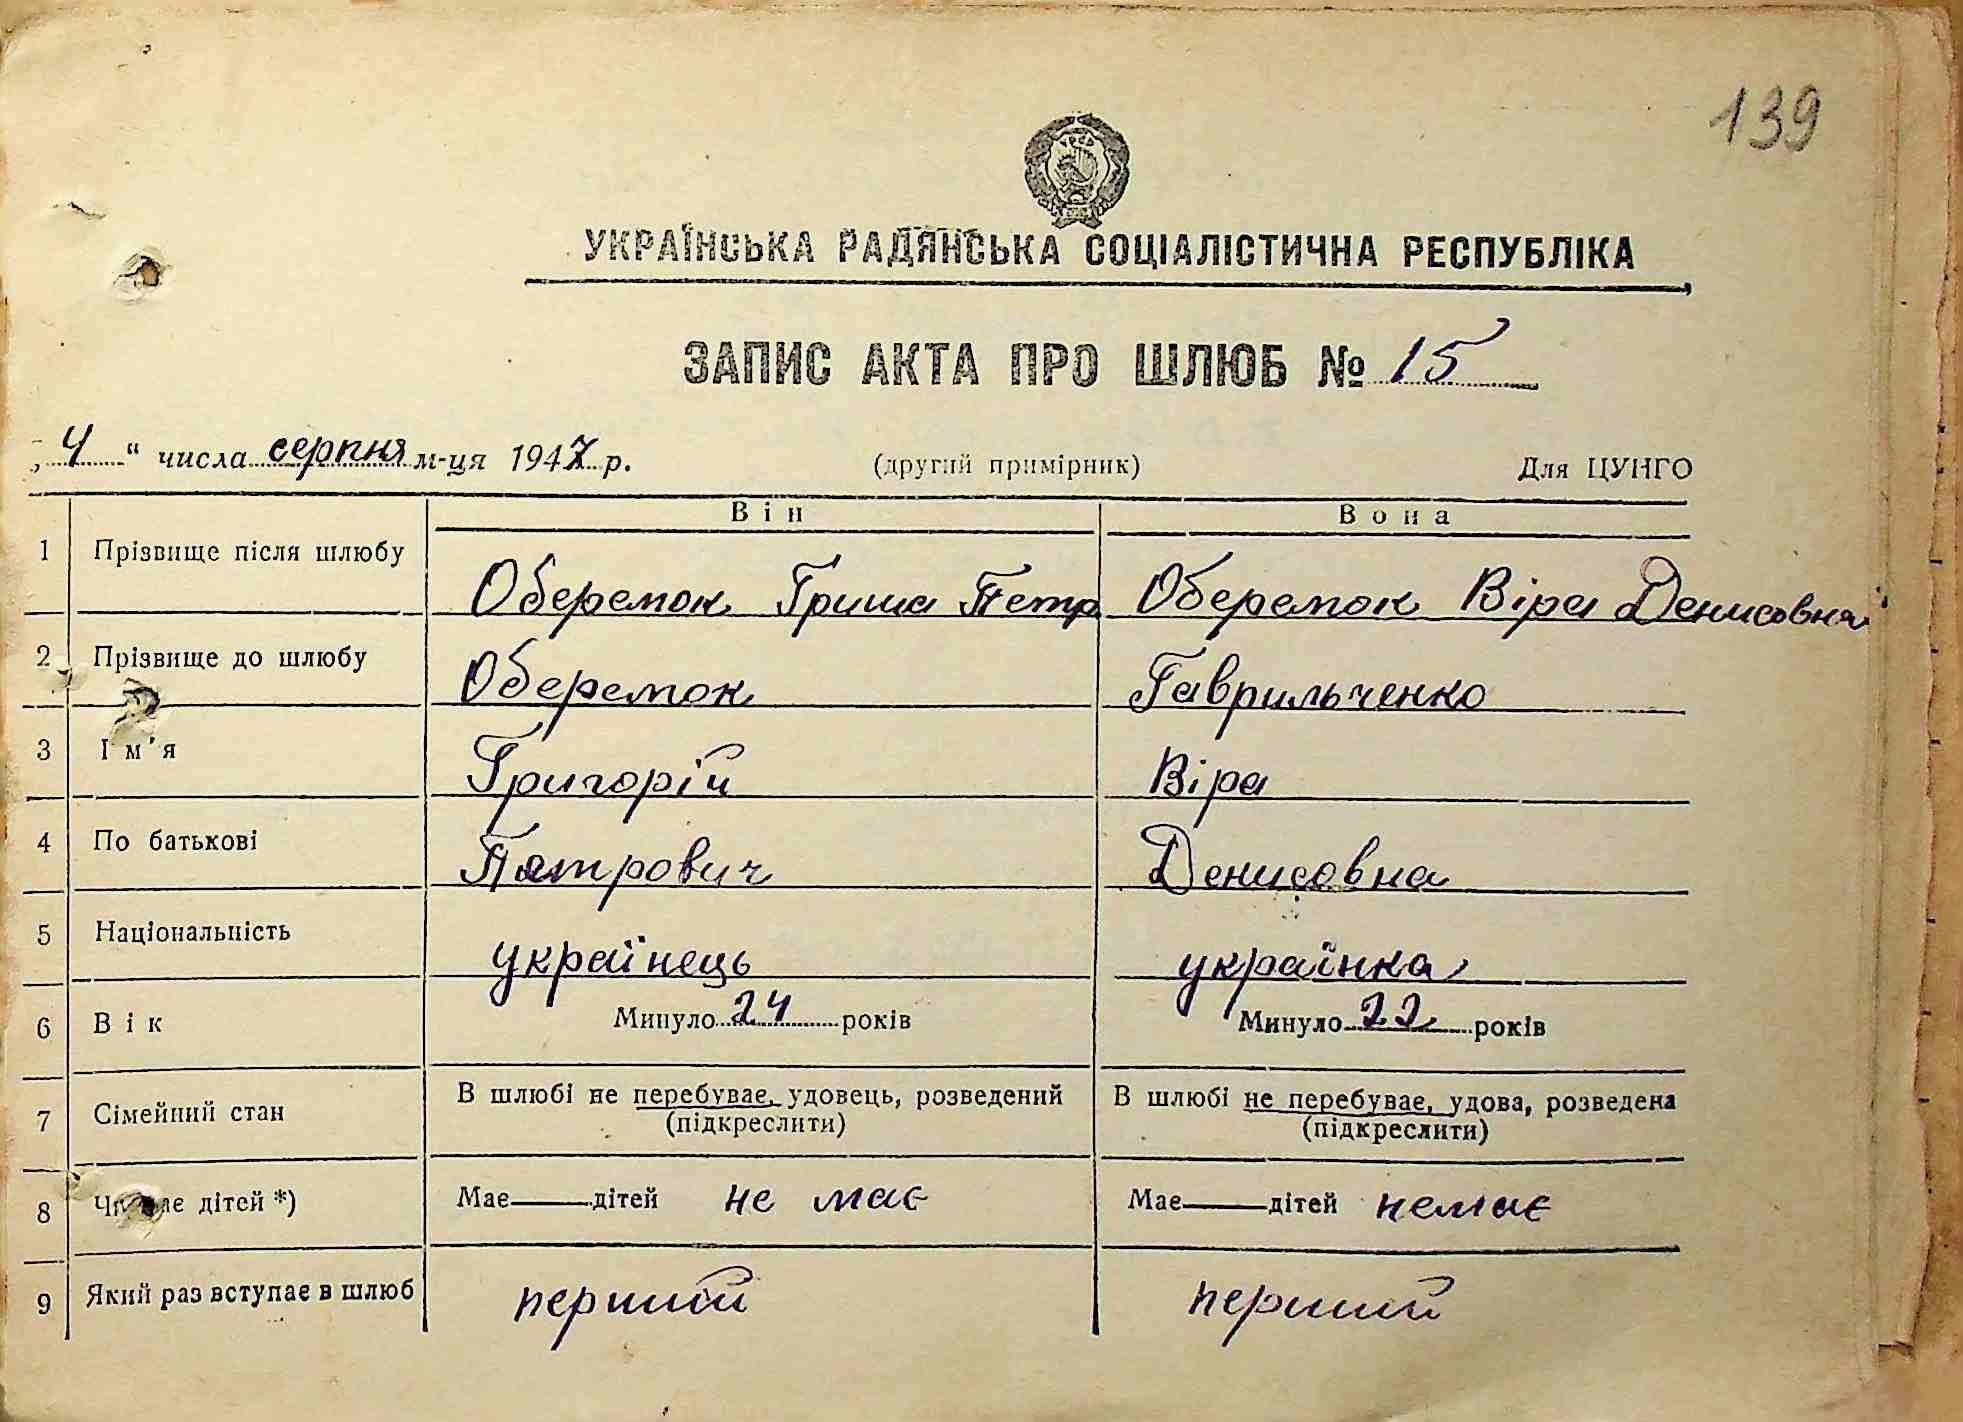 139
УРСР
УКРАЇНСЬКА РАДЯНСЬКА СОЦІАЛІСТИЧНА РЕСПУБЛІКА
ЗАПИС АКТА ПРО ШЛЮБ № 15
„ 4 “ числа серпня м-ця 1947 р. (другий примірник) Для ЦУНГО
Він Вона
1 Прізвище після шлюбу Оберемок Гриша Петр Оберемок Віра Денисовна
2 Прізвище до шлюбу Оберемок Гаврильченко
3 Ім'я Григорій Віра
4 По батькові Пятрович Денисовна
5 Національність українець українка
6 Вік Минуло 24 років Минуло 22 років
7 Сімейний стан В шлюбі не перебуває, удовець, розведений В шлюбі не перебуває, удова, розведена
(підкреслити) (підкреслити)
8 дітей *) Має дітей не має Має дітей немає
9 Який раз вступає в шлюб перший перший